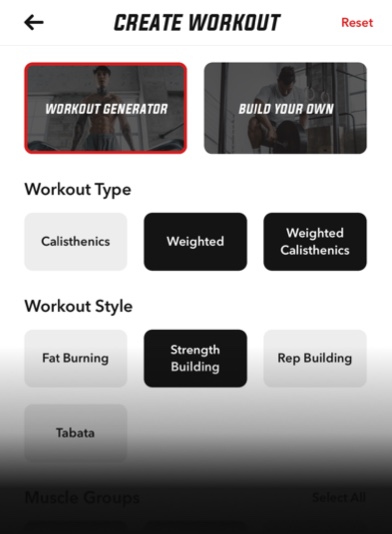 CREATE WORKOUT
Reset
WORKOUT GENERATOR
BUILD YOUR OWN
Workout Type
Calisthenics
Weighted
Weighted
Calisthenics
Workout Style
Fat Burning
Strength
Building
Rep Building
Tabata
Muscle Groups
Select All